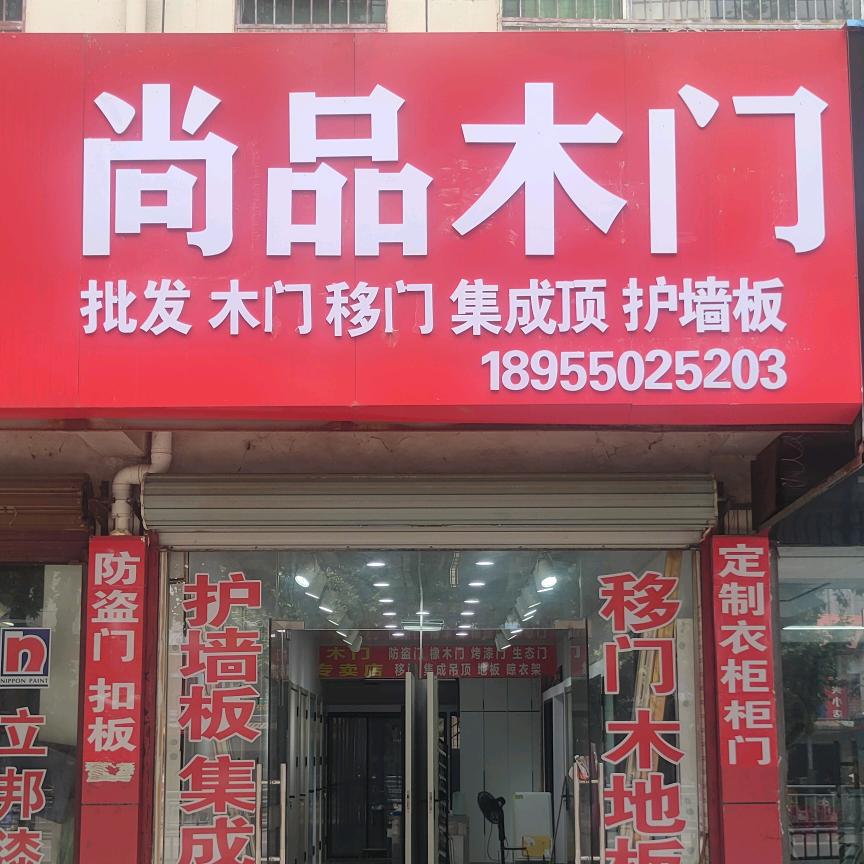 尚品木门
批发 木门 移门 集成顶 护墙板
18955025203
防盗门 扣板
护墙板 集成
移门木地板
定制衣柜柜门
木门
专卖店
防盗门 橡木门 烤漆门 生态门
移门 集成吊顶 地板 晾衣架
n
NIPPON PAINT
立邦漆